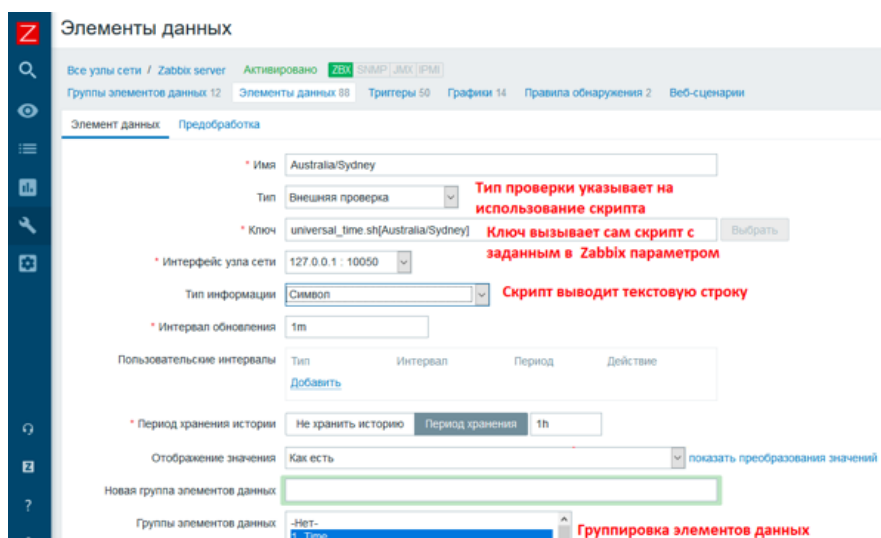 Z
Элементы данных
Все узлы сети / Zabbix server Активировано ZBX SNMP JMX IPMI
Группы элементов данных 12 Элементы данных 88 Триггеры 50 Графики 14 Правила обнаружения 2 Веб-сценарии
Элемент данных Предобработка
* Имя Australia/Sydney
Тип Внешняя проверка Тип проверки указывает на
использование скрипта
* Ключ universal_time.sh[Australia/Sydney] Ключ вызывает сам скрипт с Выбрать
заданным в Zabbix параметром
* Интерфейс узла сети 127.0.0.1 : 10050
Тип информации Символ Скрипт выводит текстовую строку
* Интервал обновления 1m
Пользовательские интервалы Тип Интервал Период Действие
Добавить
* Период хранения истории Не хранить историю Период хранения 1h
Отображение значения Как есть показать преобразования значений
Новая группа элементов данных
Z
?
Группы элементов данных -Нет- Группировка элементов данных
1. Time